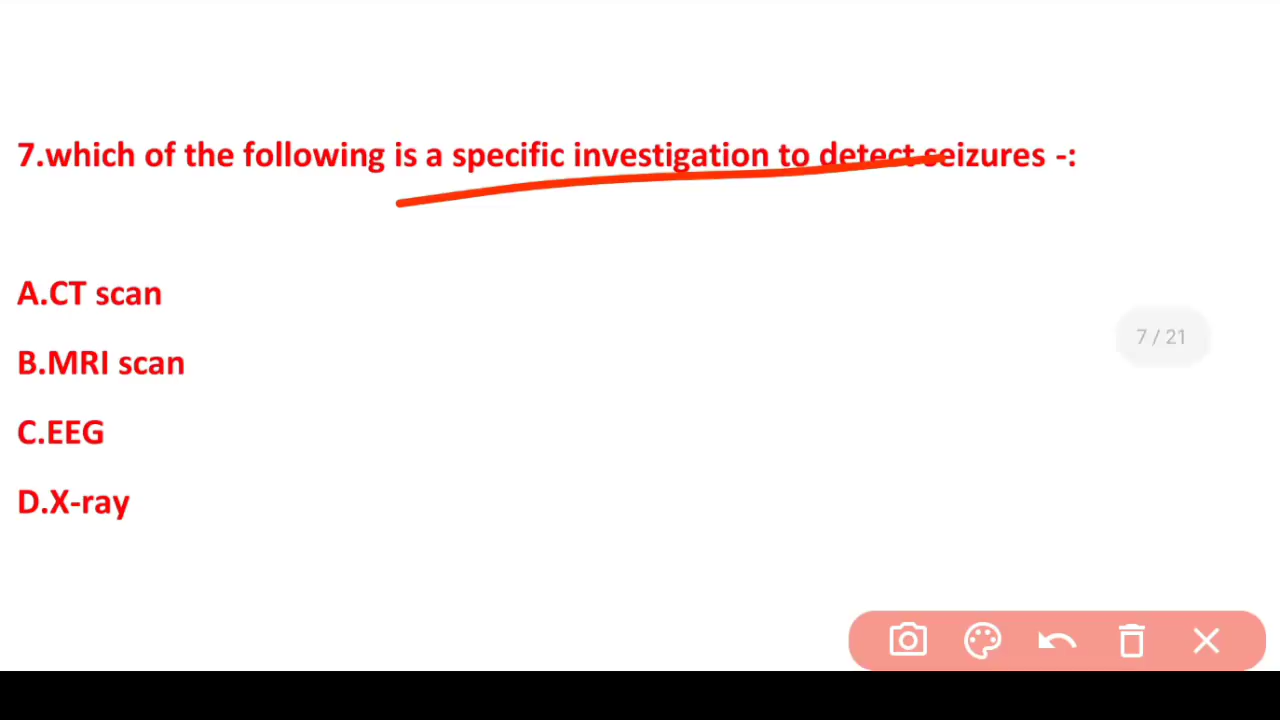 7.which of the following is a specific investigation to detect seizures -:
A.CT scan
7 / 21
B.MRI scan
C.EEG
D.X-ray